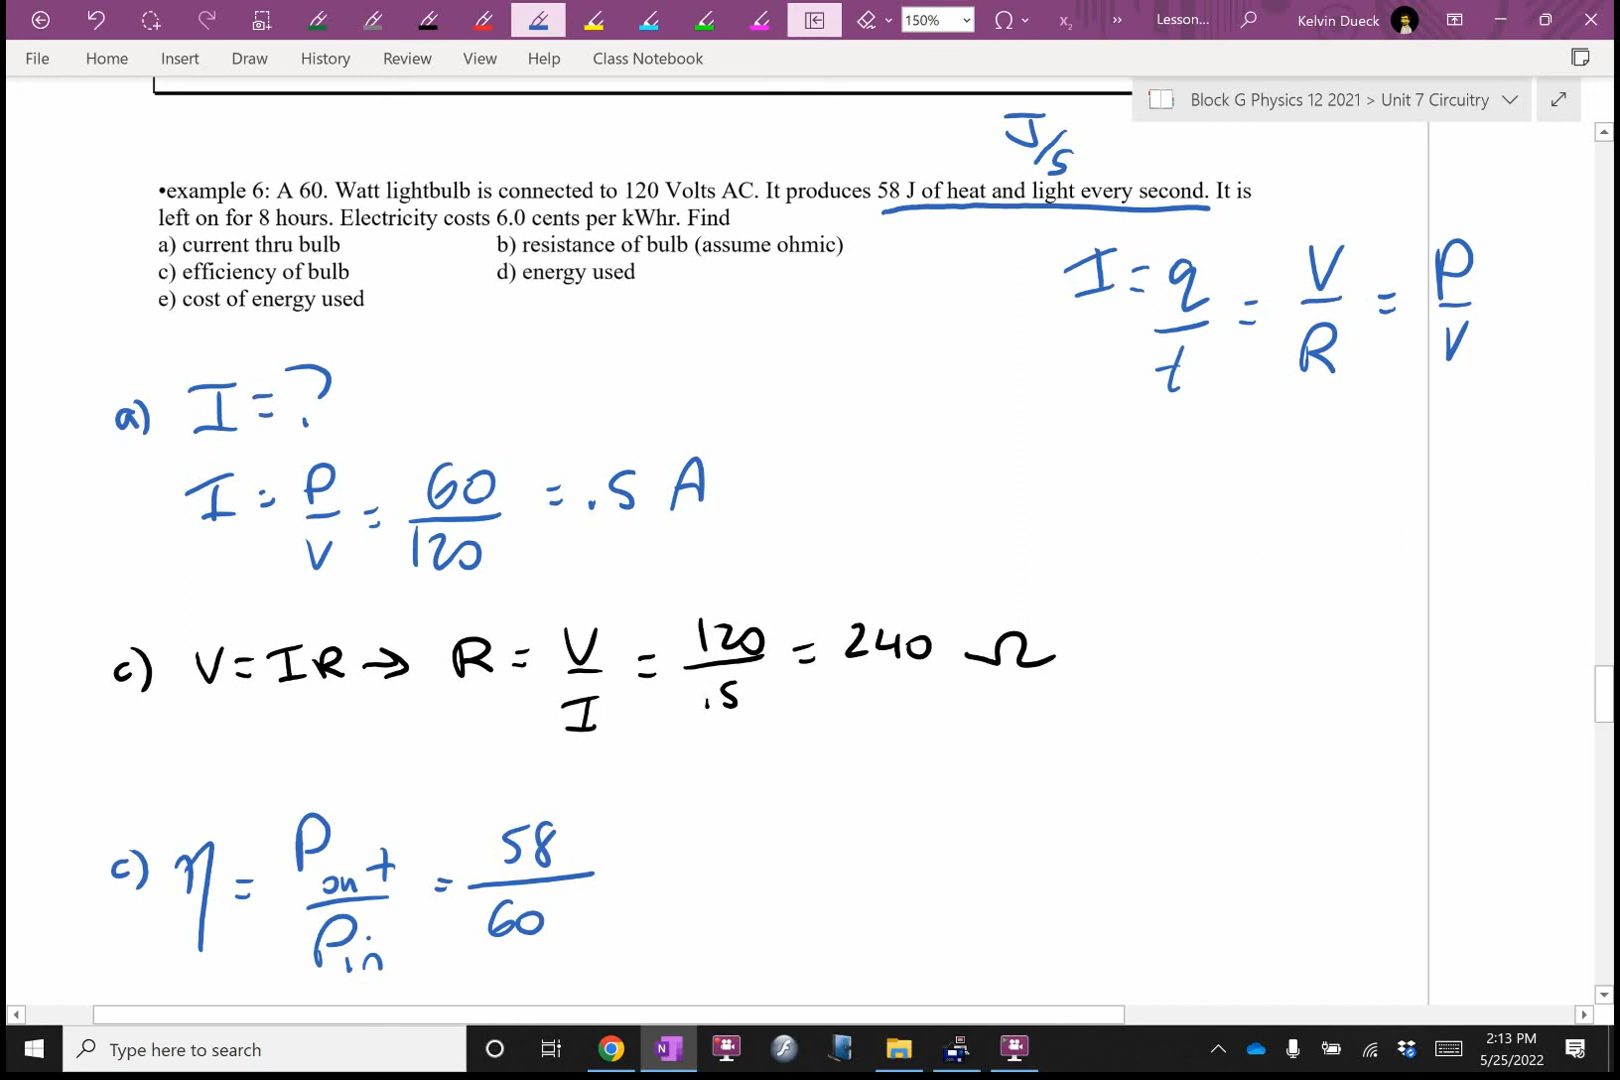 150%
x₂
»
Lesson...
Kelvin Dueck
File Home Insert Draw History Review View Help Class Notebook
Block G Physics 12 2021 > Unit 7 Circuitry
J/s
•example 6: A 60. Watt lightbulb is connected to 120 Volts AC. It produces 58 J of heat and light every second. It is
left on for 8 hours. Electricity costs 6.0 cents per kWhr. Find
a) current thru bulb b) resistance of bulb (assume ohmic)
c) efficiency of bulb d) energy used
e) cost of energy used
I = q/t = V/R = P/V
a) I = ?
I = P/V = 60/120 = .5 A
c) V = IR → R = V/I = 120/.5 = 240 Ω
c) η = Pout/Pin = 58/60
Type here to search
2:13 PM
5/25/2022